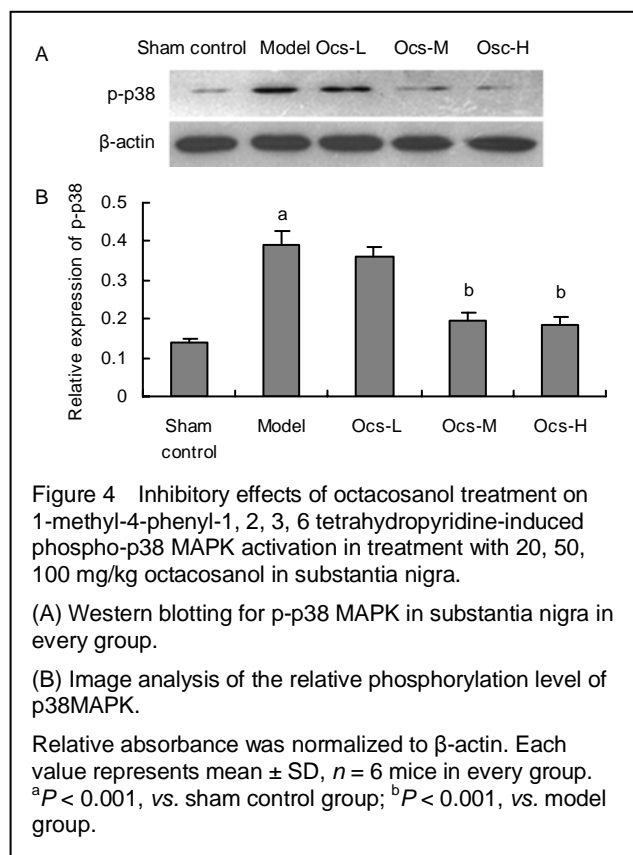 A
Sham control Model Ocs-L Ocs-M Osc-H
p-p38
β-actin
B
Relative expression of p-p38
0.5
0.4
0.3
0.2
0.1
0
a
b
b
Sham control
Model
Ocs-L
Ocs-M
Ocs-H
Figure 4 Inhibitory effects of octacosanol treatment on
1-methyl-4-phenyl-1, 2, 3, 6 tetrahydropyridine-induced
phospho-p38 MAPK activation in treatment with 20, 50,
100 mg/kg octacosanol in substantia nigra.
(A) Western blotting for p-p38 MAPK in substantia nigra in
every group.
(B) Image analysis of the relative phosphorylation level of
p38MAPK.
Relative absorbance was normalized to β-actin. Each
value represents mean ± SD, n = 6 mice in every group.
aP < 0.001, vs. sham control group; bP < 0.001, vs. model
group.